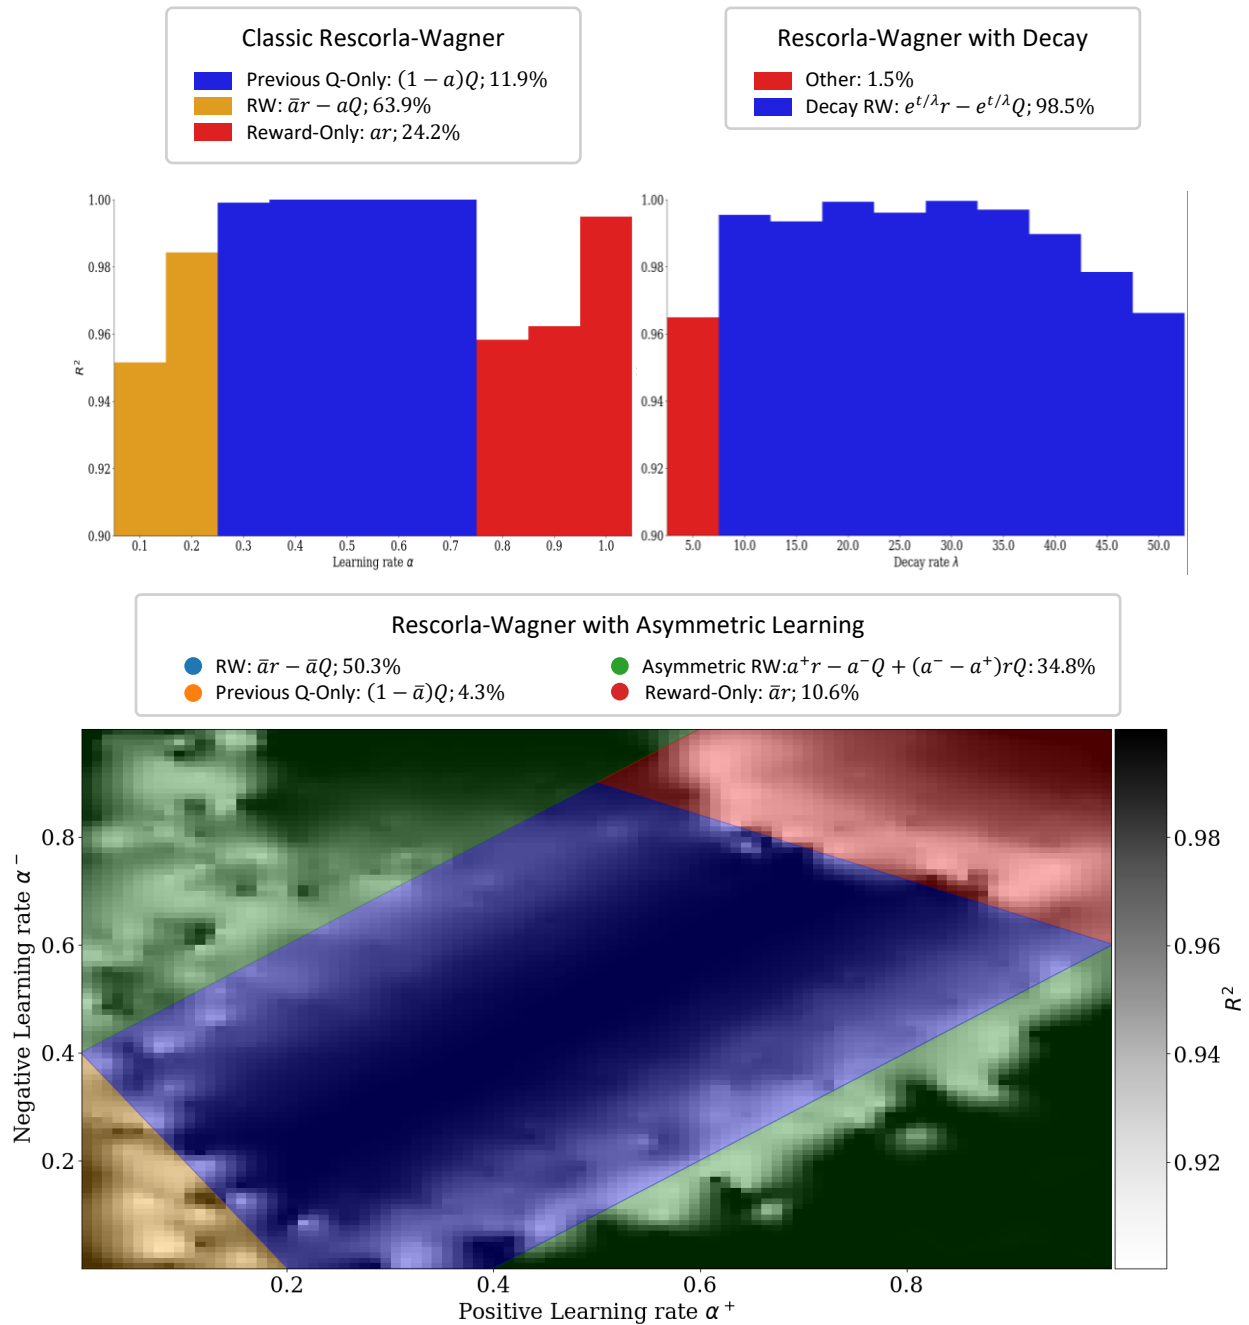 Classic Rescorla-Wagner
Previous Q-Only: (1 − a)Q; 11.9%
RW: a̅r − aQ; 63.9%
Reward-Only: ar; 24.2%
Rescorla-Wagner with Decay
Other: 1.5%
Decay RW: e^{t/λ}r − e^{t/λ}Q; 98.5%
1.00
0.98
0.96
0.94
0.92
0.90
R²
0.1 0.2 0.3 0.4 0.5 0.6 0.7 0.8 0.9 1.0
Learning rate α
1.00
0.98
0.96
0.94
0.92
0.90
5.0 10.0 15.0 20.0 25.0 30.0 35.0 40.0 45.0 50.0
Decay rate λ
Rescorla-Wagner with Asymmetric Learning
RW: a̅r − a̅Q; 50.3%
Previous Q-Only: (1 − a̅)Q; 4.3%
Asymmetric RW:a⁺r − a⁻Q + (a⁻ − a⁺)rQ: 34.8%
Reward-Only: a̅r; 10.6%
0.8
0.6
0.4
0.2
Negative Learning rate α⁻
0.2 0.4 0.6 0.8
Positive Learning rate α⁺
0.98
0.96
0.94
0.92
R²